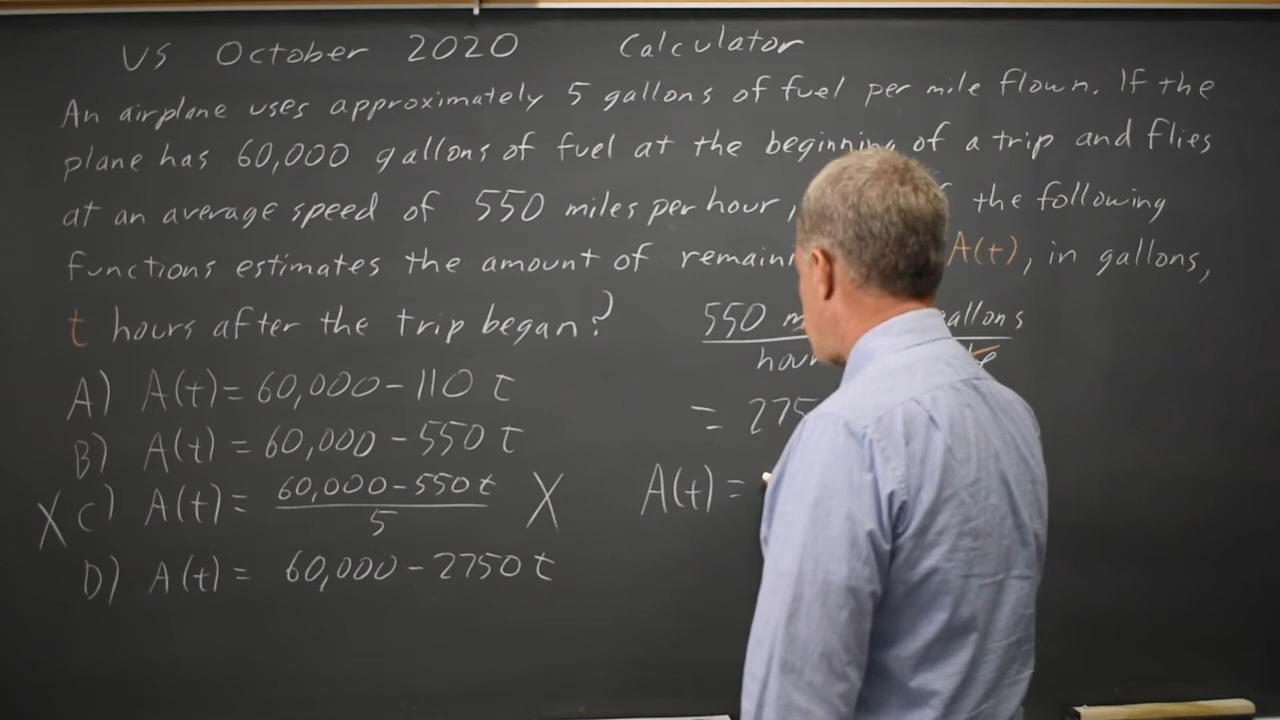 US October 2020 Calculator
An airplane uses approximately 5 gallons of fuel per mile flown. If the
plane has 60,000 gallons of fuel at the beginning of a trip and flies
at an average speed of 550 miles per hour, the following
functions estimates the amount of A(t), in gallons,
t hours after the trip began?
A) A(t) = 60,000 - 110 t
B) A(t) = 60,000 - 550 t
X C) A(t) = (60,000 - 550 t) / 5 X
D) A(t) = 60,000 - 2750 t
550
hour
= 275
A(t) =